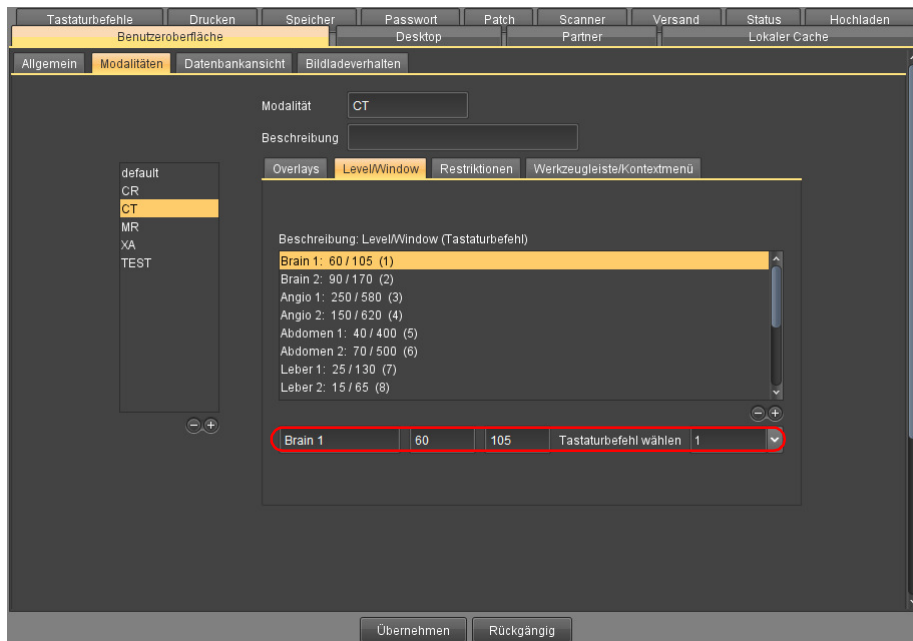 Tastaturbefehle Drucken Speicher Passwort Patch Scanner Versand Status Hochladen
Benutzeroberfläche Desktop Partner Lokaler Cache
Allgemein Modalitäten Datenbankansicht Bildladeverhalten
Modalität CT
Beschreibung
default
CR
CT
MR
XA
TEST
Overlays Level/Window Restriktionen Werkzeugleiste/Kontextmenü
Beschreibung: Level/Window (Tastaturbefehl)
Brain 1: 60 / 105 (1)
Brain 2: 90 / 170 (2)
Angio 1: 250 / 580 (3)
Angio 2: 150 / 620 (4)
Abdomen 1: 40 / 400 (5)
Abdomen 2: 70 / 500 (6)
Leber 1: 25 / 130 (7)
Leber 2: 15 / 65 (8)
Brain 1 60 105 Tastaturbefehl wählen 1
Übernehmen Rückgängig